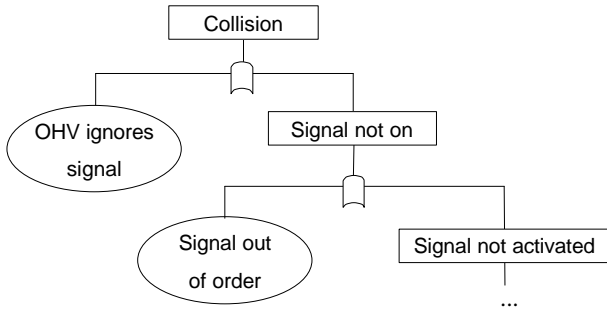 Collision
OHV ignores
signal
Signal not on
Signal out
of order
Signal not activated
...